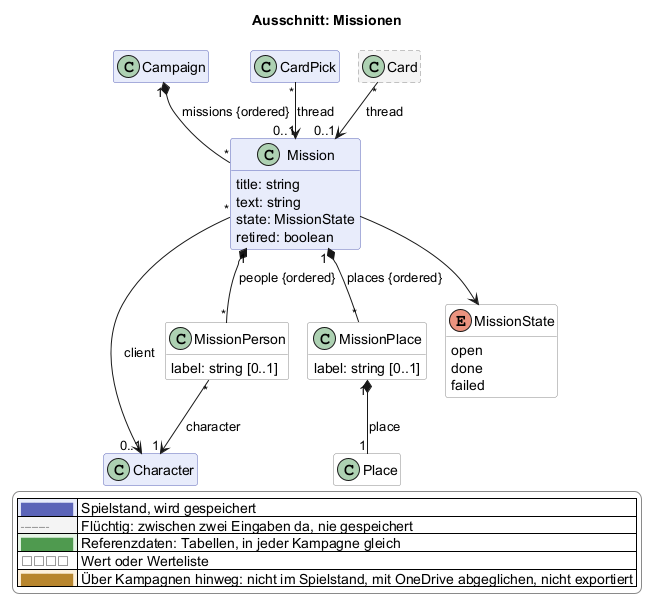 Ausschnitt: Missionen
C Campaign
C CardPick
C Card
1
*
*
missions {ordered}
thread
thread
0..1
0..1
*
C Mission
title: string
text: string
state: MissionState
retired: boolean
*
1
1
people {ordered}
places {ordered}
*
*
E MissionState
open
done
failed
C MissionPerson
label: string [0..1]
C MissionPlace
label: string [0..1]
client
*
1
character
place
0..1
1
1
C Character
C Place
Spielstand, wird gespeichert
Flüchtig: zwischen zwei Eingaben da, nie gespeichert
Referenzdaten: Tabellen, in jeder Kampagne gleich
Wert oder Werteliste
Über Kampagnen hinweg: nicht im Spielstand, mit OneDrive abgeglichen, nicht exportiert